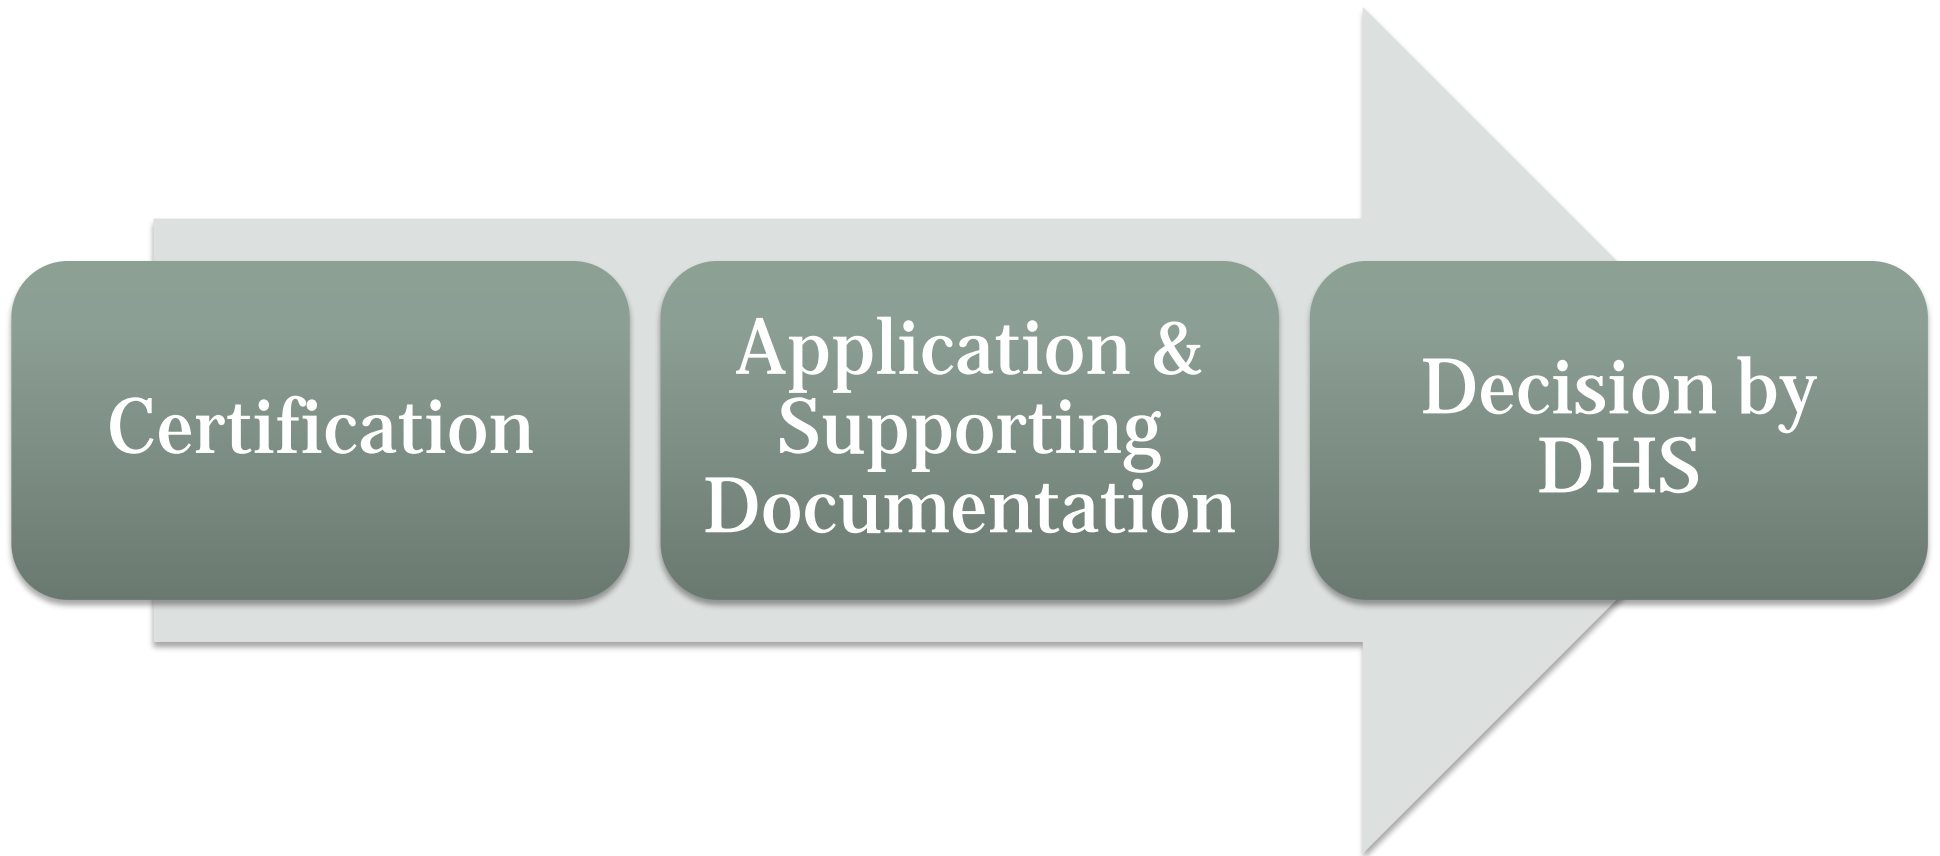 Certification
Application &
Supporting
Documentation
Decision by
DHS